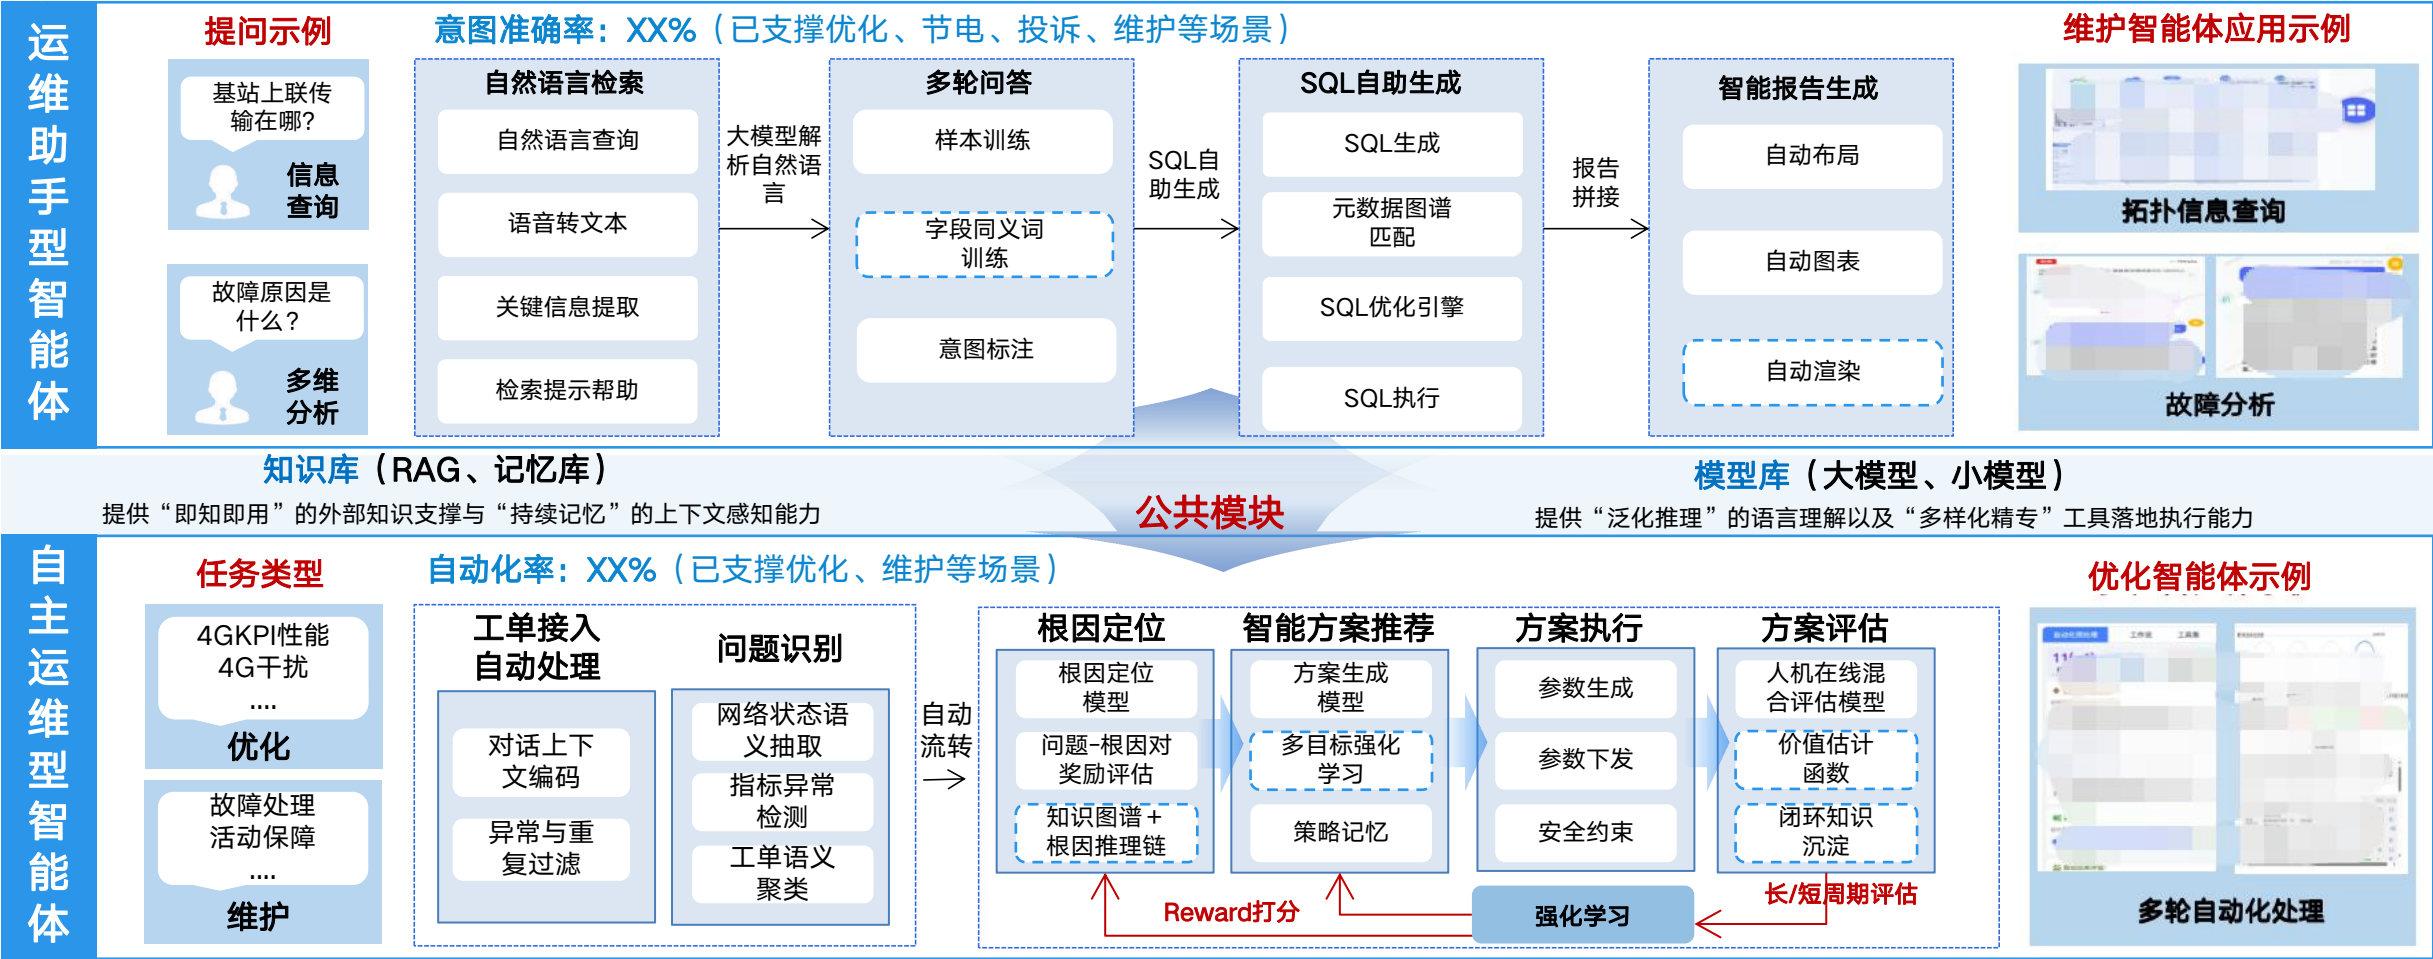 运维助手型智能体
提问示例
基站上联传
输在哪?
信息
查询
故障原因是
什么?
多维
分析
意图准确率：XX%（已支撑优化、节电、投诉、维护等场景）
自然语言检索
自然语言查询
语音转文本
关键信息提取
检索提示帮助
大模型解
析自然语
言
多轮问答
样本训练
字段同义词
训练
意图标注
SQL自
助生成
SQL自助生成
SQL生成
元数据图谱
匹配
SQL优化引擎
SQL执行
报告
拼接
智能报告生成
自动布局
自动图表
自动渲染
维护智能体应用示例
拓扑信息查询
故障分析
知识库（RAG、记忆库）
提供“即知即用”的外部知识支撑与“持续记忆”的上下文感知能力
公共模块
模型库（大模型、小模型）
提供“泛化推理”的语言理解以及“多样化精专”工具落地执行能力
自主运维型智能体
任务类型
4GKPI性能
4G干扰
....
优化
故障处理
活动保障
....
维护
自动化率：XX%（已支撑优化、维护等场景）
工单接入
自动处理
对话上下
文编码
异常与重
复过滤
问题识别
网络状态语
义抽取
指标异常
检测
工单语义
聚类
自动
流转
根因定位
根因定位
模型
问题-根因对
奖励评估
知识图谱+
根因推理链
智能方案推荐
方案生成
模型
多目标强化
学习
策略记忆
方案执行
参数生成
参数下发
安全约束
方案评估
人机在线混
合评估模型
价值估计
函数
闭环知识
沉淀
Reward打分
强化学习
长/短周期评估
优化智能体示例
自动化预处理
工作流
工具集
多轮自动化处理